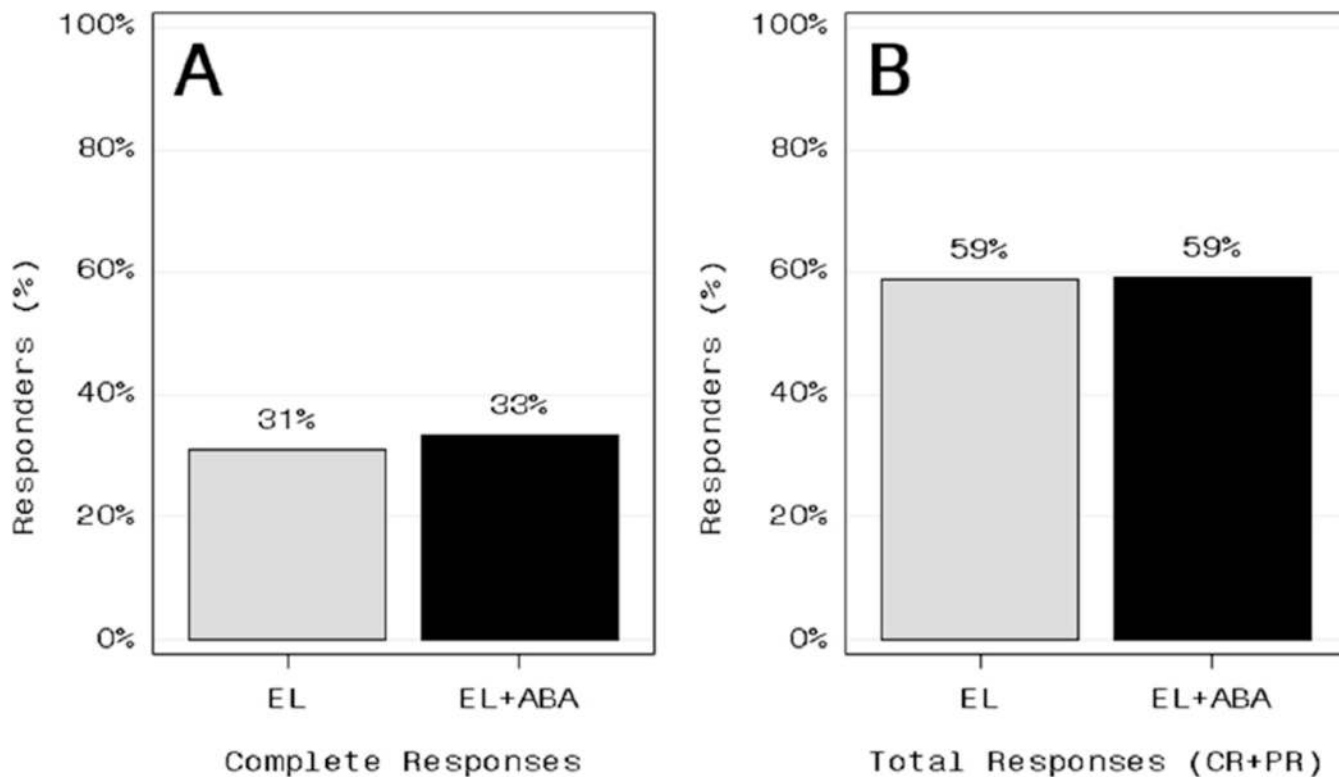 A
Responders (%)
100%
80%
60%
40%
20%
0%
31%
33%
EL
EL+ABA
Complete Responses
B
Responders (%)
100%
80%
60%
40%
20%
0%
59%
59%
EL
EL+ABA
Total Responses (CR+PR)